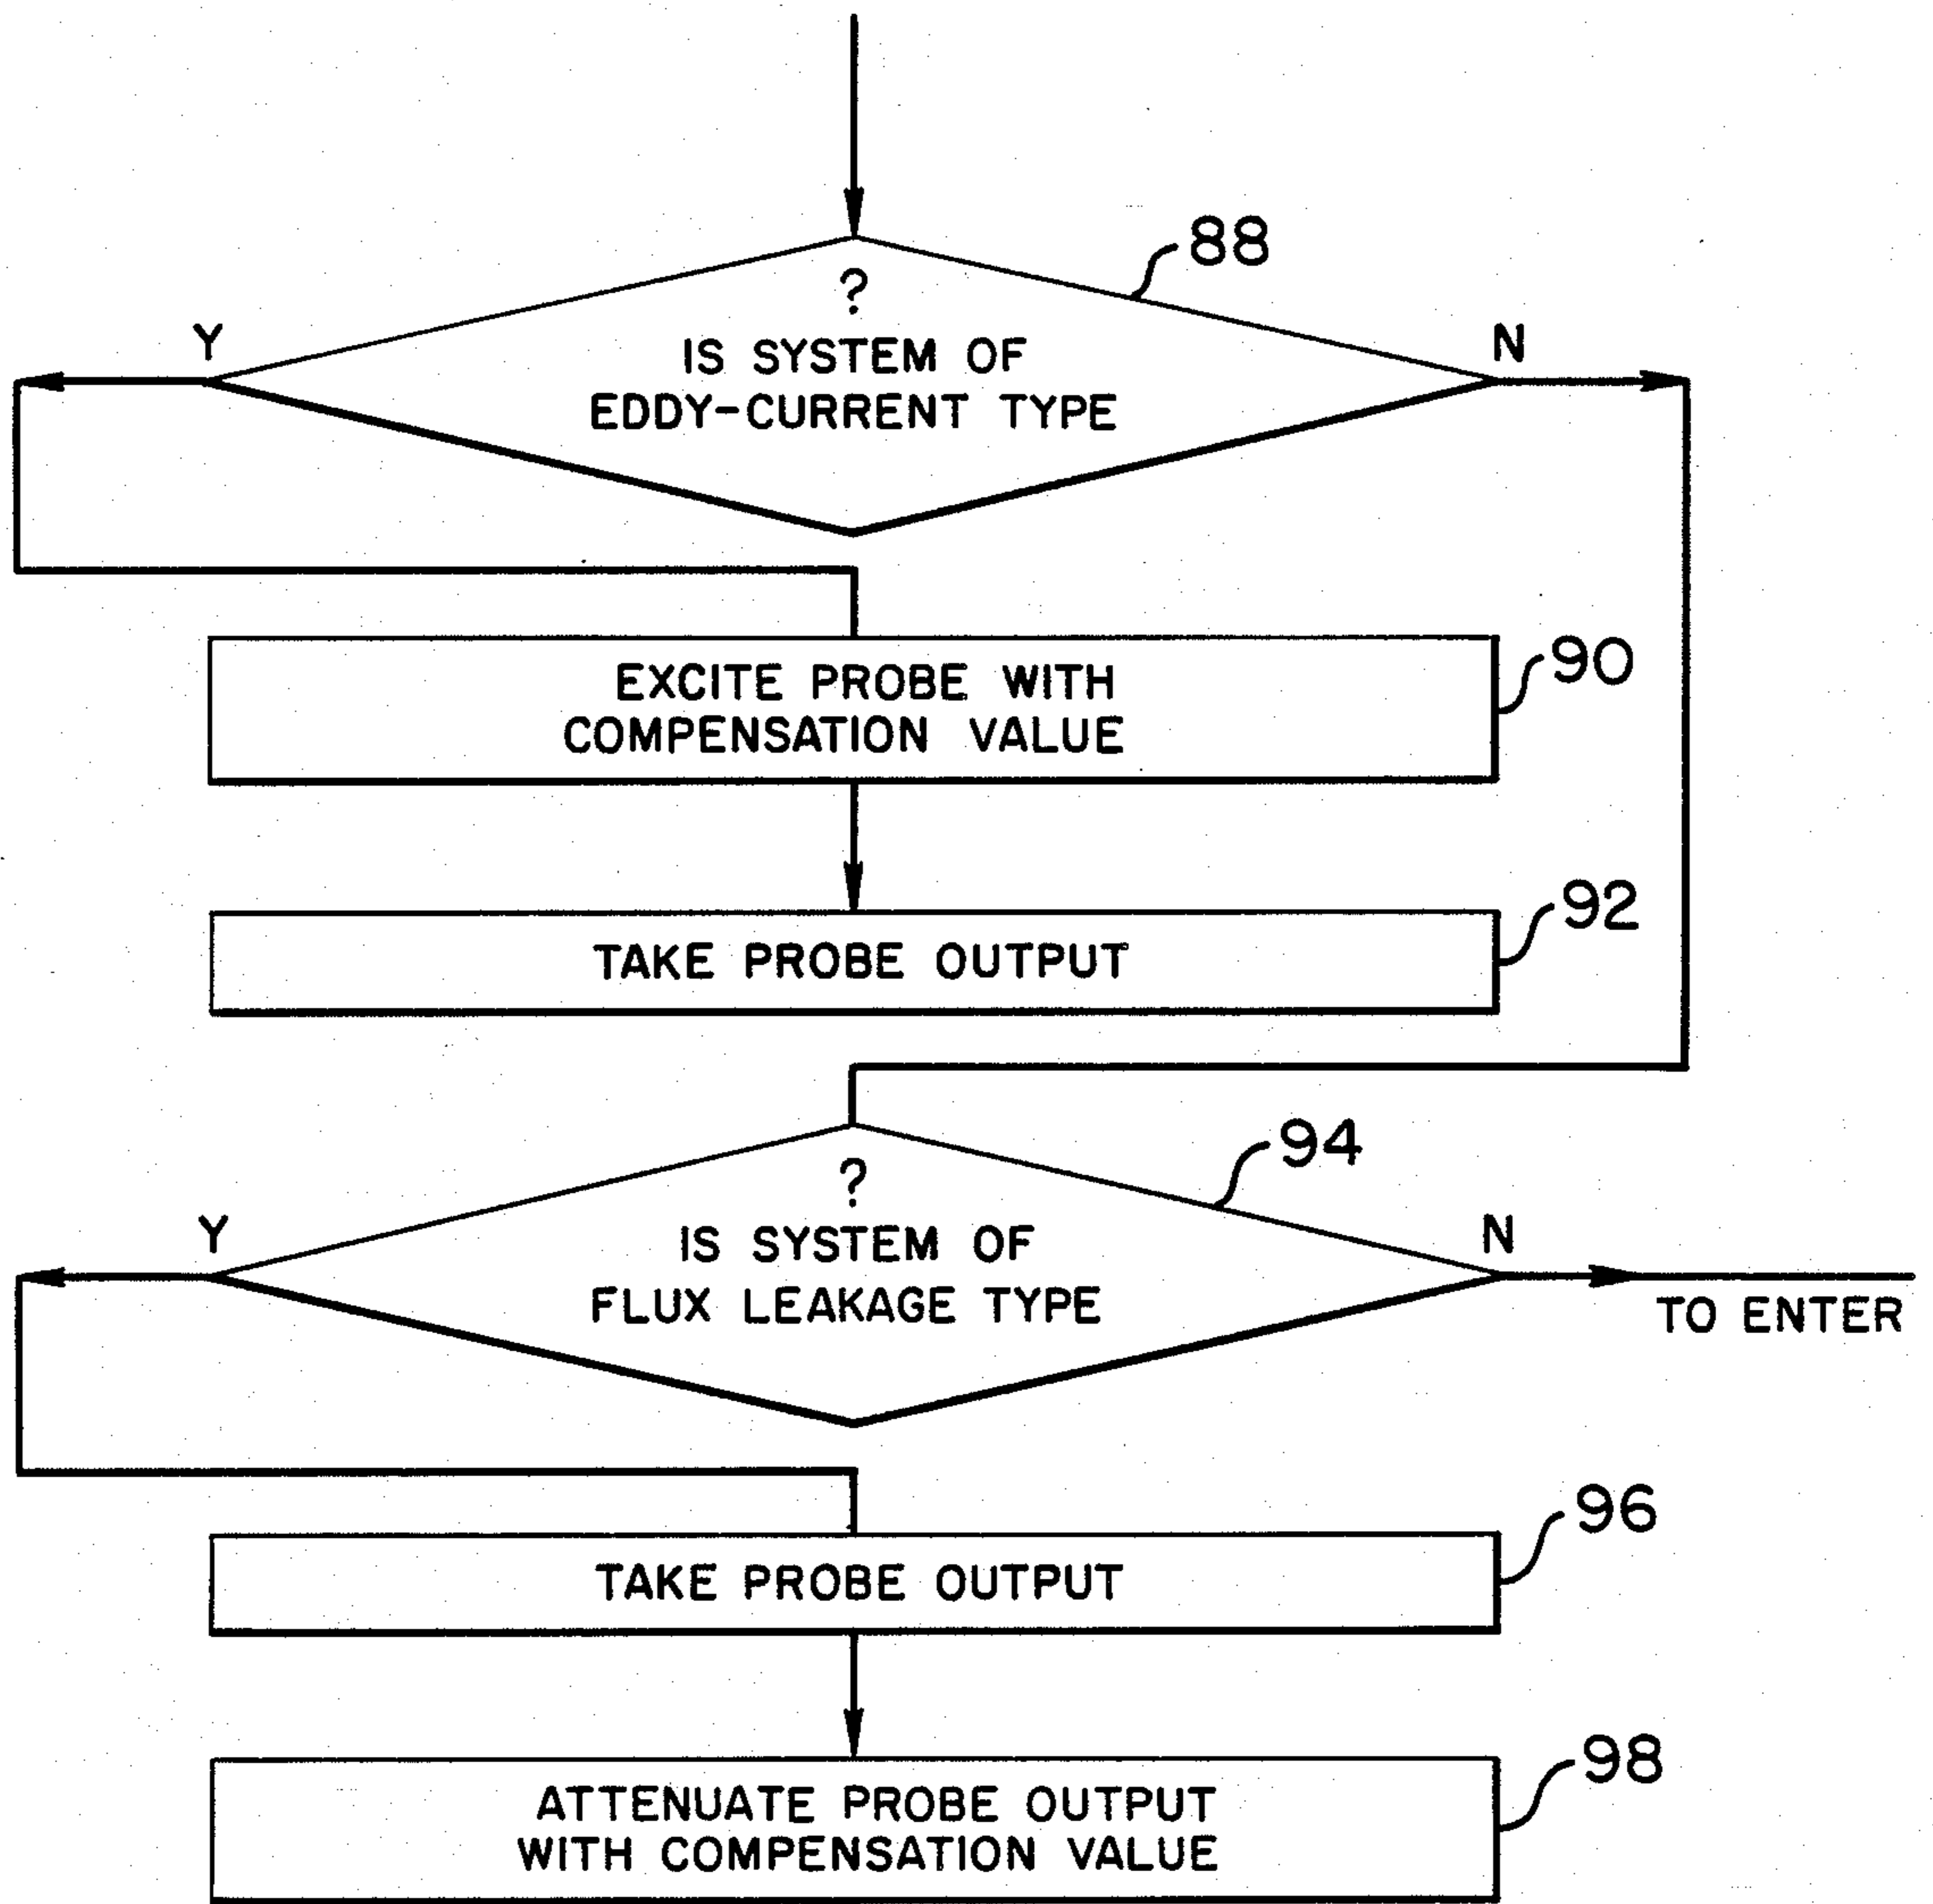 88
?
Y
N
IS SYSTEM OF
EDDY-CURRENT TYPE
90
EXCITE PROBE WITH
COMPENSATION VALUE
92
TAKE PROBE OUTPUT
94
?
Y
N
IS SYSTEM OF
FLUX LEAKAGE TYPE
TO ENTER
96
TAKE PROBE OUTPUT
98
ATTENUATE PROBE OUTPUT
WITH COMPENSATION VALUE